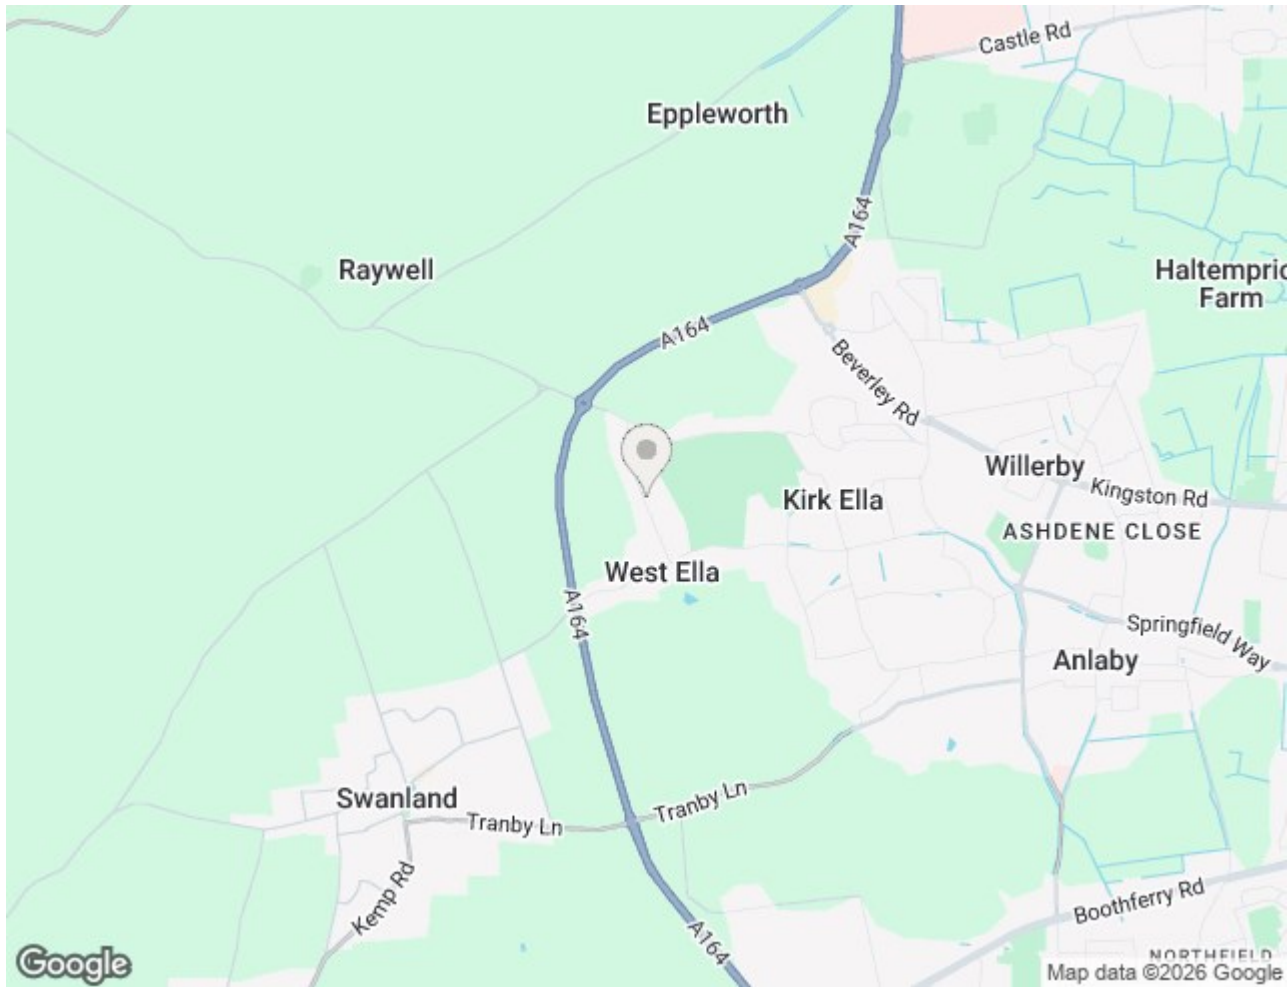 Castle Rd
Eppleworth
A164
Raywell
Haltempric
Farm
A164
Beverley Rd
Willerby
Kingston Rd
Kirk Ella
ASHDENE CLOSE
West Ella
A164
Springfield Way
Anlaby
Swanland
Tranby Ln
Tranby Ln
Kemp Rd
Boothferry Rd
A164
NORTHFIELD
Google
Map data ©2026 Google